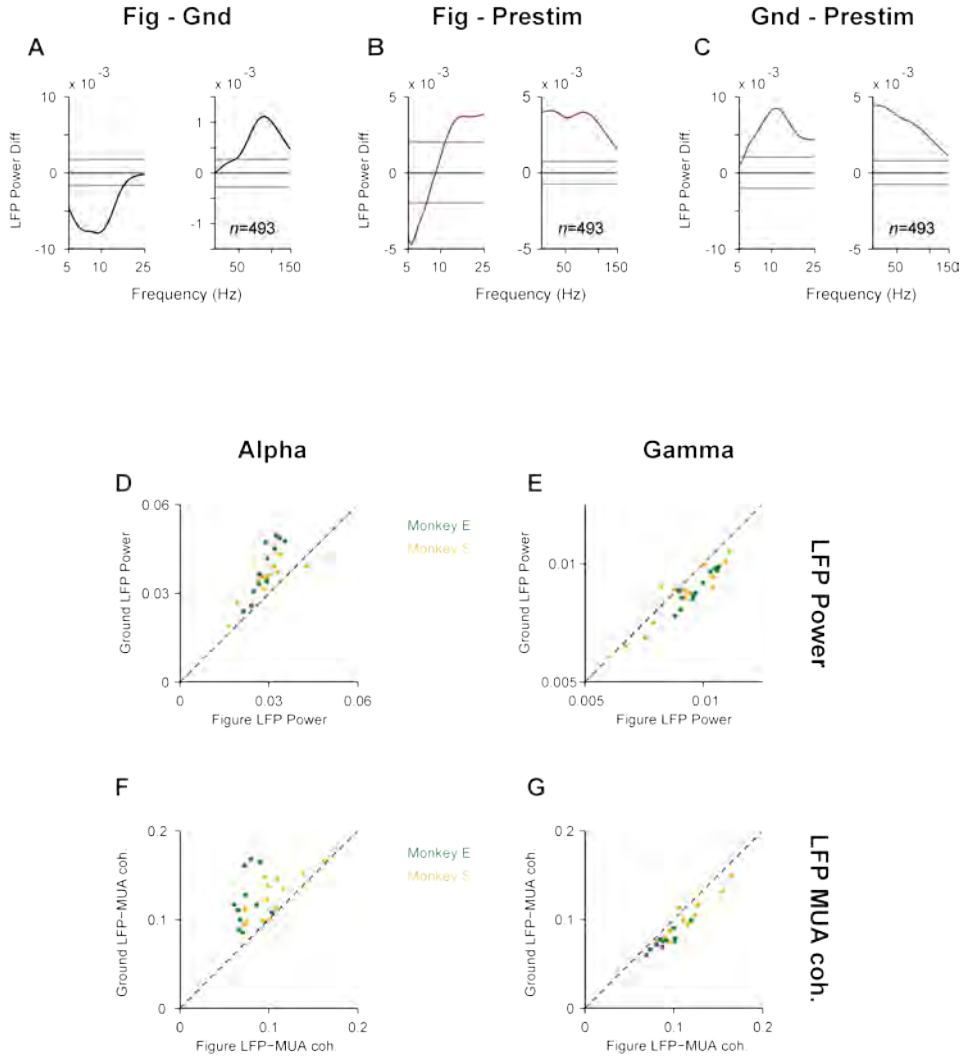 Fig - Gnd
Fig - Prestim
Gnd - Prestim
A
B
C
x 10 -3
x 10 -3
x 10 -3
x 10 -3
x 10 -3
x 10 -3
LFP Power Diff.
10
0
-10
5
10
25
1
0
-1
n=493
50
150
Frequency (Hz)
5
0
-5
5
10
25
5
0
-5
n=493
50
150
Frequency (Hz)
10
0
-10
5
10
25
5
0
-5
n=493
50
150
Frequency (Hz)
Alpha
Gamma
D
Ground LFP Power
0.06
0.03
0
0
0.03
0.06
Figure LFP Power
Monkey E
Monkey S
E
Ground LFP Power
0.01
0.005
0.005
0.01
Figure LFP Power
LFP Power
F
Ground LFP-MUA coh.
0.2
0.1
0
0
0.1
0.2
Figure LFP-MUA coh.
Monkey E
Monkey S
G
Ground LFP-MUA coh.
0.2
0.1
0
0
0.1
0.2
Figure LFP-MUA coh.
LFP MUA coh.